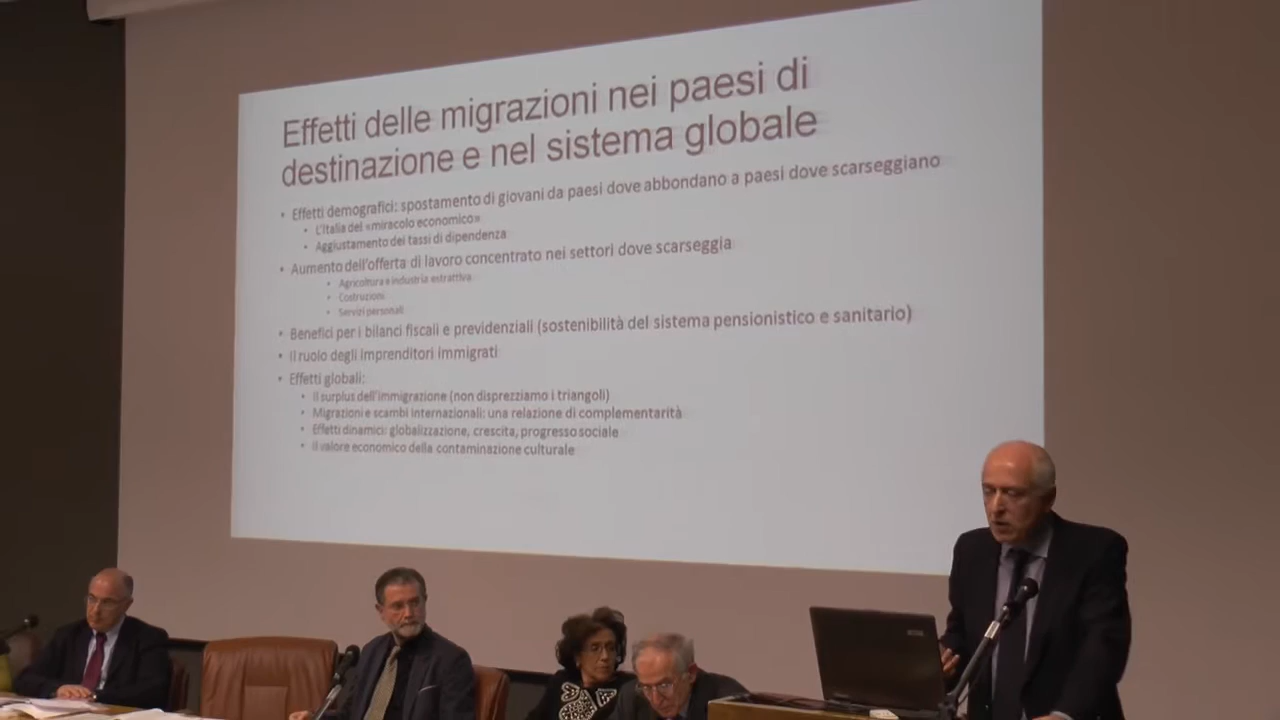 Effetti delle migrazioni nei paesi di
destinazione e nel sistema globale
• Effetti demografici: spostamento di giovani da paesi dove abbondano a paesi dove scarseggiano
• L'Italia del «miracolo economico»
• Aggiustamento dei tassi di dipendenza
• Aumento dell'offerta di lavoro concentrato nei settori dove scarseggia
• Agricoltura e industria estrattiva
• Costruzioni
• Servizi personali
• Benefici per i bilanci fiscali e previdenziali (sostenibilità del sistema pensionistico e sanitario)
• Il ruolo degli imprenditori immigrati
• Effetti globali:
• Il surplus dell'immigrazione (non disprezziamo i triangoli)
• Migrazioni e scambi internazionali: una relazione di complementarità
• Effetti dinamici: globalizzazione, crescita, progresso sociale
• Il valore economico della contaminazione culturale